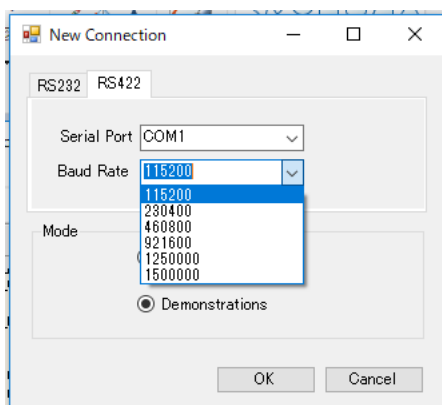 New Connection
RS232 RS422
Serial Port COM1
Baud Rate 115200
115200
230400
460800
921600
1250000
1500000
Mode
Demonstrations
OK Cancel